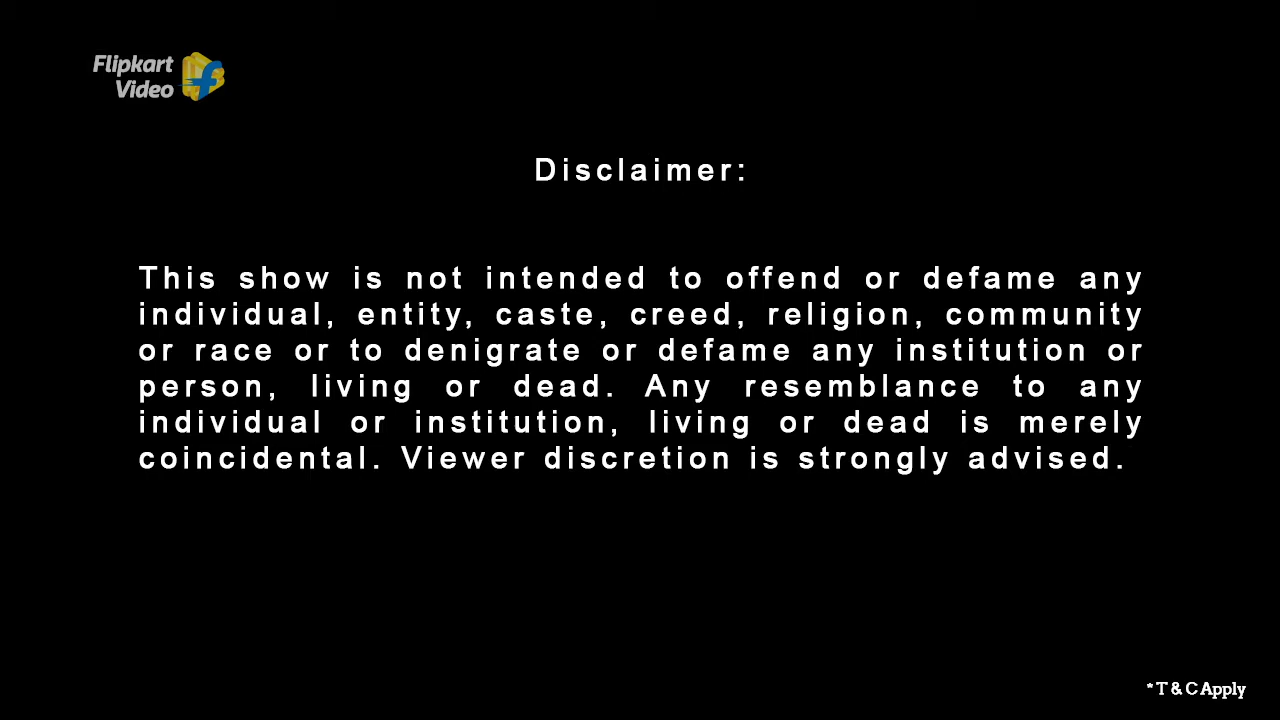 Flipkart
Video
Disclaimer:
This show is not intended to offend or defame any
individual, entity, caste, creed, religion, community
or race or to denigrate or defame any institution or
person, living or dead. Any resemblance to any
individual or institution, living or dead is merely
coincidental. Viewer discretion is strongly advised.
*T & C Apply